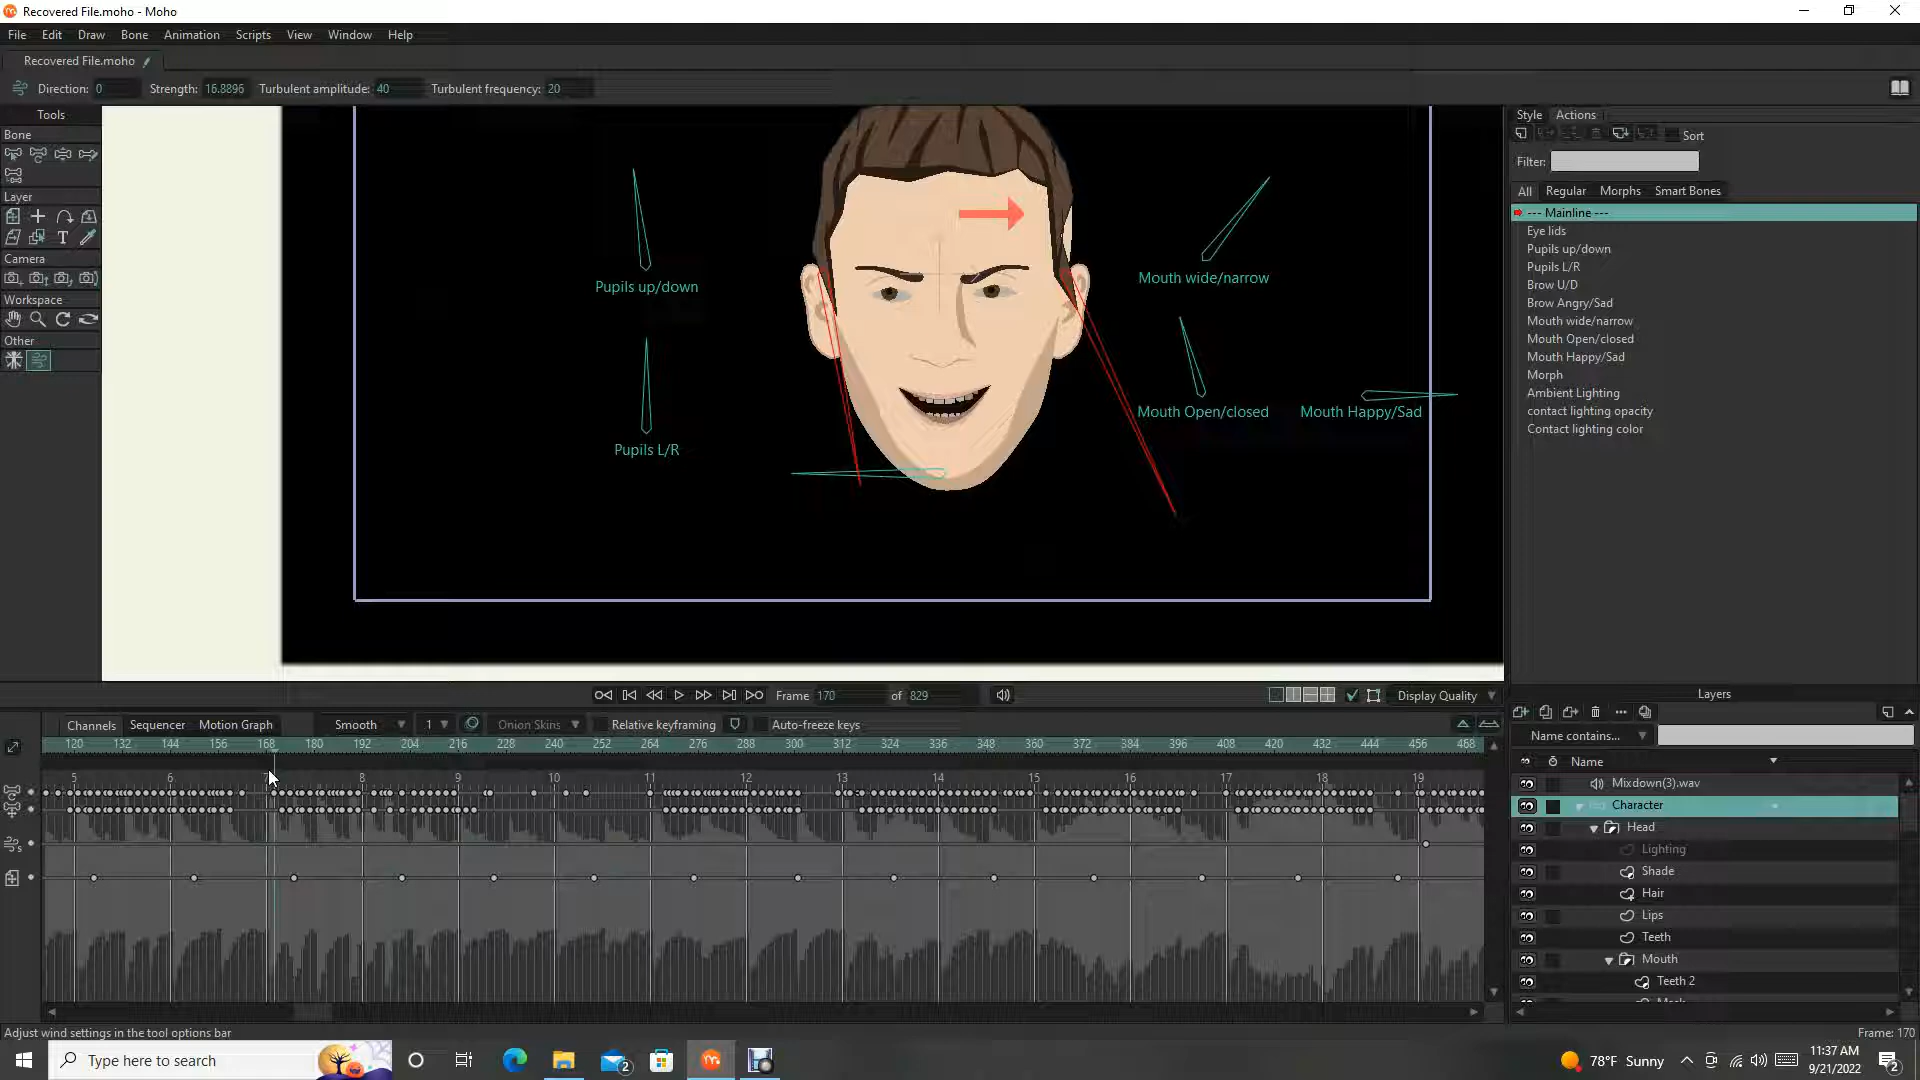 Recovered File.moho - Moho
File Edit Draw Bone Animation Scripts View Window Help
Recovered File.moho
Direction: 0 Strength: 16.8896 Turbulent amplitude: 40 Turbulent frequency: 20
Tools
Bone
Layer
Camera
Workspace
Other
Pupils up/down
Pupils L/R
Mouth wide/narrow
Mouth Open/closed
Mouth Happy/Sad
Style Actions
Sort
Filter:
All Regular Morphs Smart Bones
--- Mainline ---
Eye lids
Pupils up/down
Pupils L/R
Brow U/D
Brow Angry/Sad
Mouth wide/narrow
Mouth Open/closed
Mouth Happy/Sad
Morph
Ambient Lighting
contact lighting opacity
Contact lighting color
Frame 170 of 829
Display Quality
Channels Sequencer Motion Graph Smooth 1 Onion Skins Relative keyframing Auto-freeze keys
120 132 144 156 168 180 192 204 216 228 240 252 264 276 288 300 312 324 336 348 360 372 384 396 408 420 432 444 456 468
5 6 7 8 9 10 11 12 13 14 15 16 17 18 19
Layers
Name contains...
Name
Mixdown(3).wav
Character
Head
Lighting
Shade
Hair
Lips
Teeth
Mouth
Teeth 2
Adjust wind settings in the tool options bar
Frame: 170
Type here to search
2
78°F Sunny
11:37 AM
9/21/2022
2